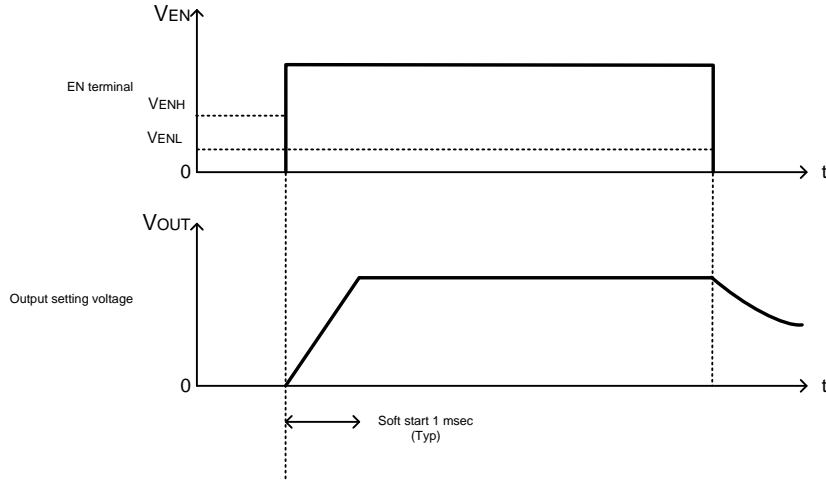 VEN
EN terminal
VENH
VENL
0
t
VOUT
Output setting voltage
0
t
Soft start 1 msec
(Typ)